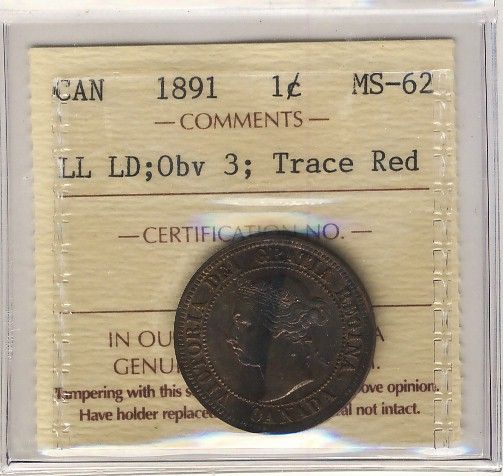 CAN 1891 1¢ MS-62
— COMMENTS —
LL LD;Obv 3; Trace Red
— CERTIFICATION NO. —
IN OU A
GENU
Tampering with this s ove opinion.
Have holder replace al not intact.
VICTORIA DEI GRATIA REGINA.
CANADA